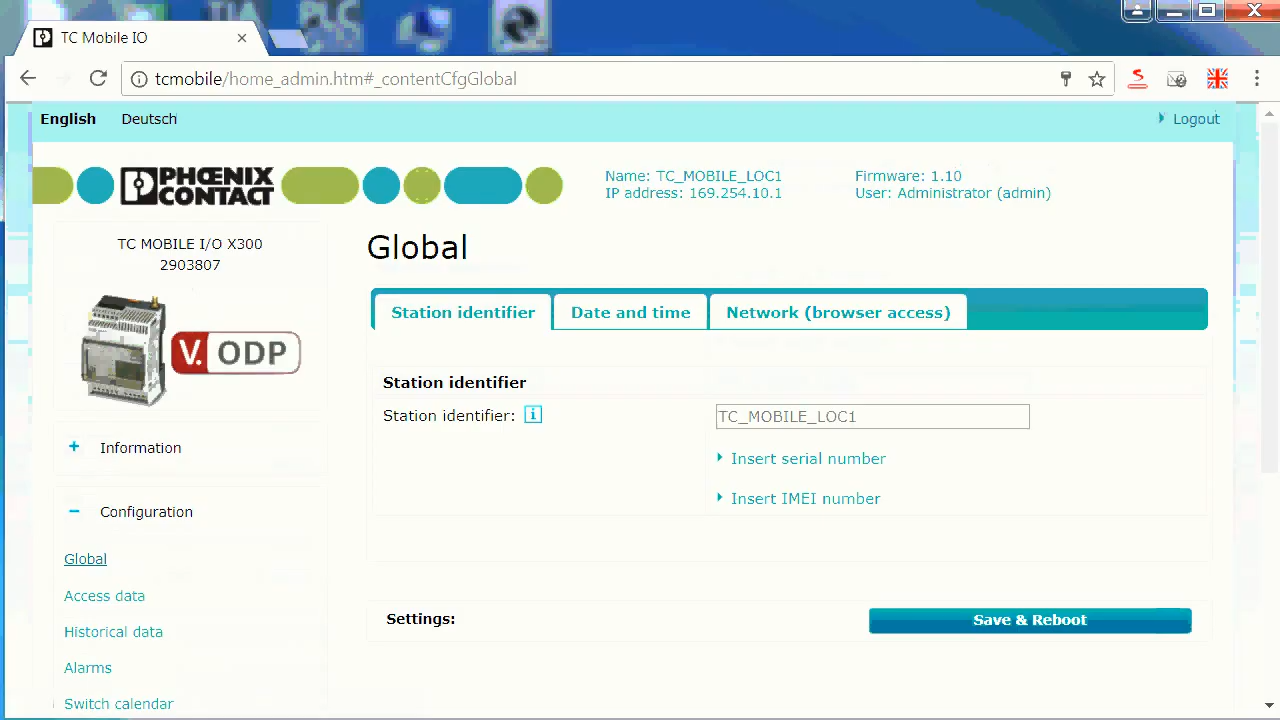 TIA
PLC
TC Mobile IO
tcmobile/home_admin.htm#_contentCfgGlobal
English Deutsch Logout
PHŒNIX
CONTACT
Name: TC_MOBILE_LOC1 Firmware: 1.10
IP address: 169.254.10.1 User: Administrator (admin)
TC MOBILE I/O X300
2903807
V. ODP
Global
Station identifier Date and time Network (browser access)
Station identifier
Station identifier: i TC_MOBILE_LOC1
Insert serial number
Insert IMEI number
+ Information
− Configuration
Global
Access data
Historical data
Alarms
Switch calendar
Settings: Save & Reboot